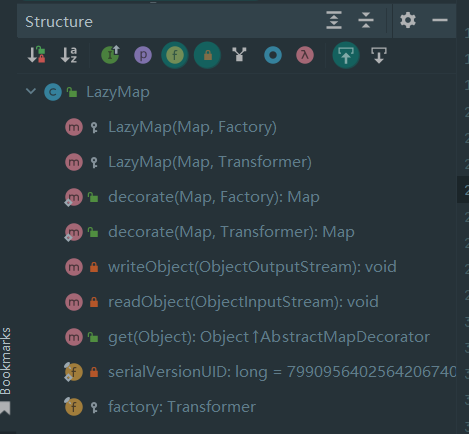 Structure
LazyMap
LazyMap(Map, Factory)
LazyMap(Map, Transformer)
decorate(Map, Factory): Map
decorate(Map, Transformer): Map
writeObject(ObjectOutputStream): void
readObject(ObjectInputStream): void
get(Object): Object ↑AbstractMapDecorator
serialVersionUID: long = 7990956402564206740
factory: Transformer
Bookmarks